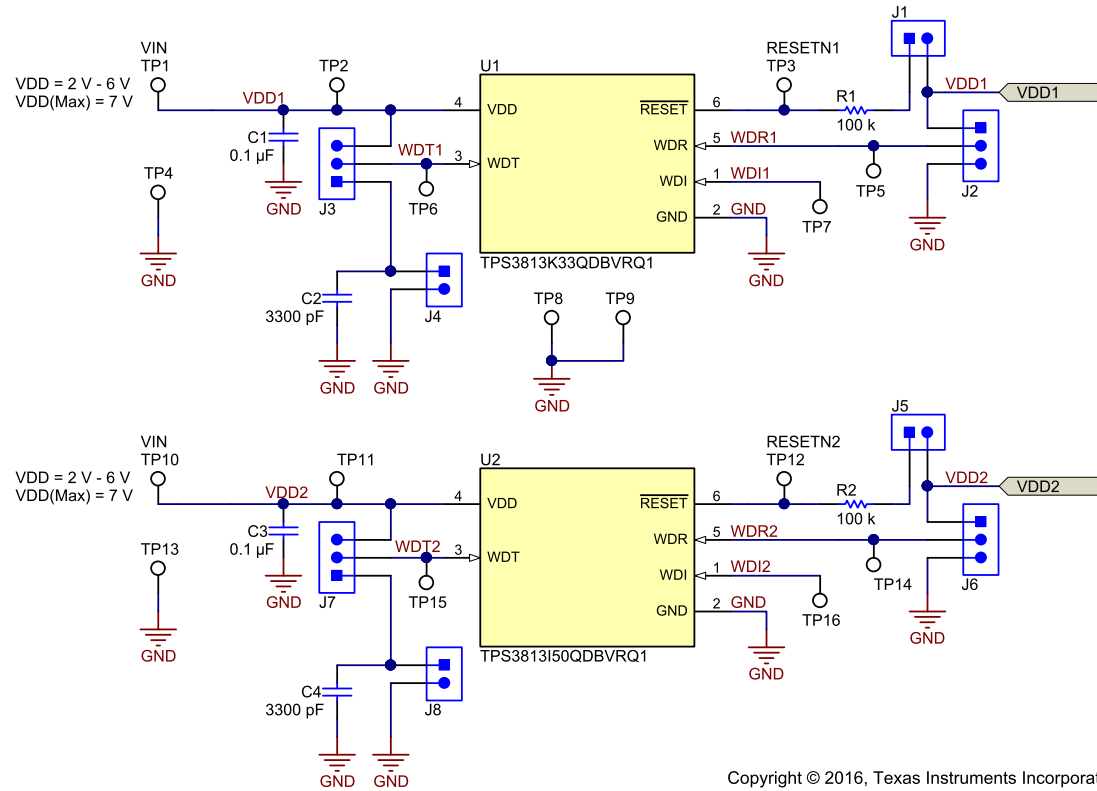 J1
VIN
TP1
RESETN1
TP3
VDD = 2 V - 6 V
VDD(Max) = 7 V
TP2
U1
VDD1
4
VDD
RESET
6
R1
100 k
VDD1
VDD1
C1
0.1 µF
WDT1
3
WDT
WDR
5
WDR1
WDI
1
WDI1
TP4
GND
J3
TP6
TP5
J2
GND
2
GND
TP7
GND
GND
TPS3813K33QDBVRQ1
GND
C2
3300 pF
J4
TP8
TP9
GND
GND
GND
J5
VIN
TP10
RESETN2
TP12
VDD = 2 V - 6 V
VDD(Max) = 7 V
TP11
U2
VDD2
4
VDD
RESET
6
R2
100 k
VDD2
VDD2
C3
0.1 µF
WDT2
3
WDT
WDR
5
WDR2
WDI
1
WDI2
TP13
GND
J7
TP15
TP14
J6
GND
2
GND
TP16
GND
GND
TPS3813I50QDBVRQ1
GND
C4
3300 pF
J8
GND
GND
Copyright © 2016, Texas Instruments Incorporat